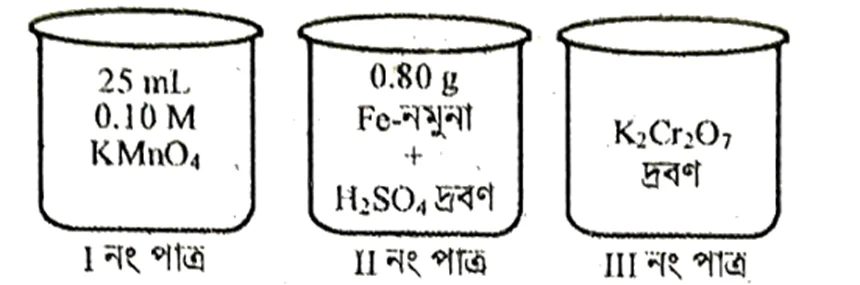 25 mL
0.10 M
KMnO₄
I নং পাত্র
0.80 g
Fe-নমুনা
+
H₂SO₄ দ্রবণ
II নং পাত্র
K₂Cr₂O₇
দ্রবণ
III নং পাত্র